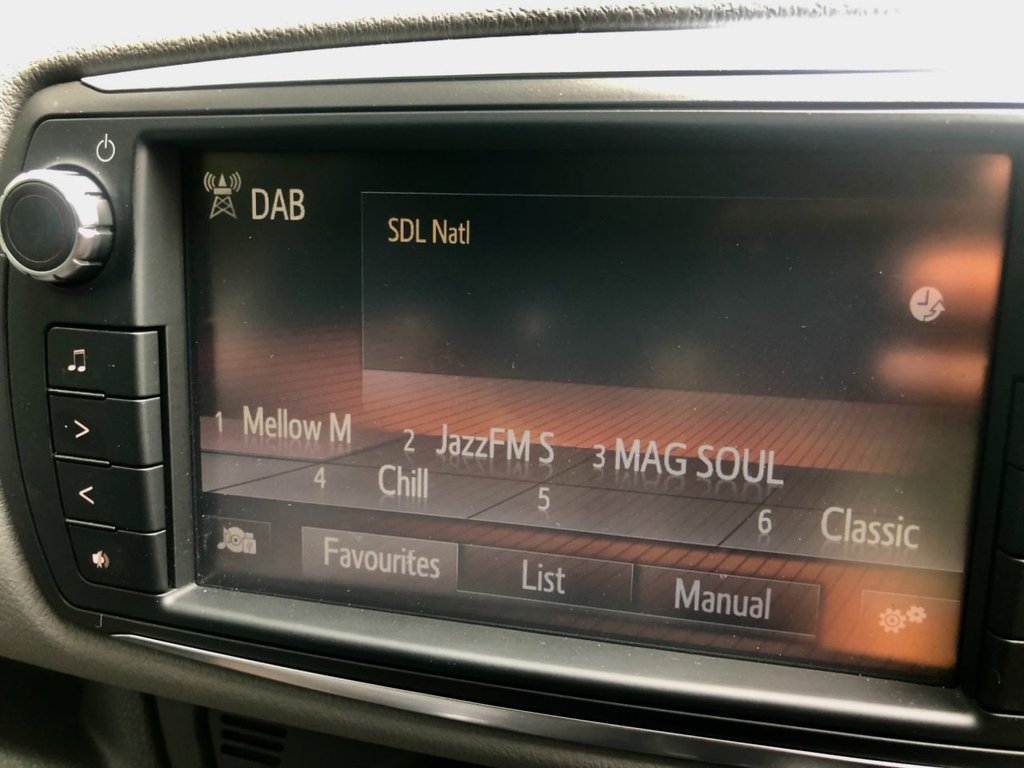 DAB
SDL Natl
1 Mellow M
2 JazzFM S
3 MAG SOUL
4 Chill
5
6 Classic
Favourites
List
Manual